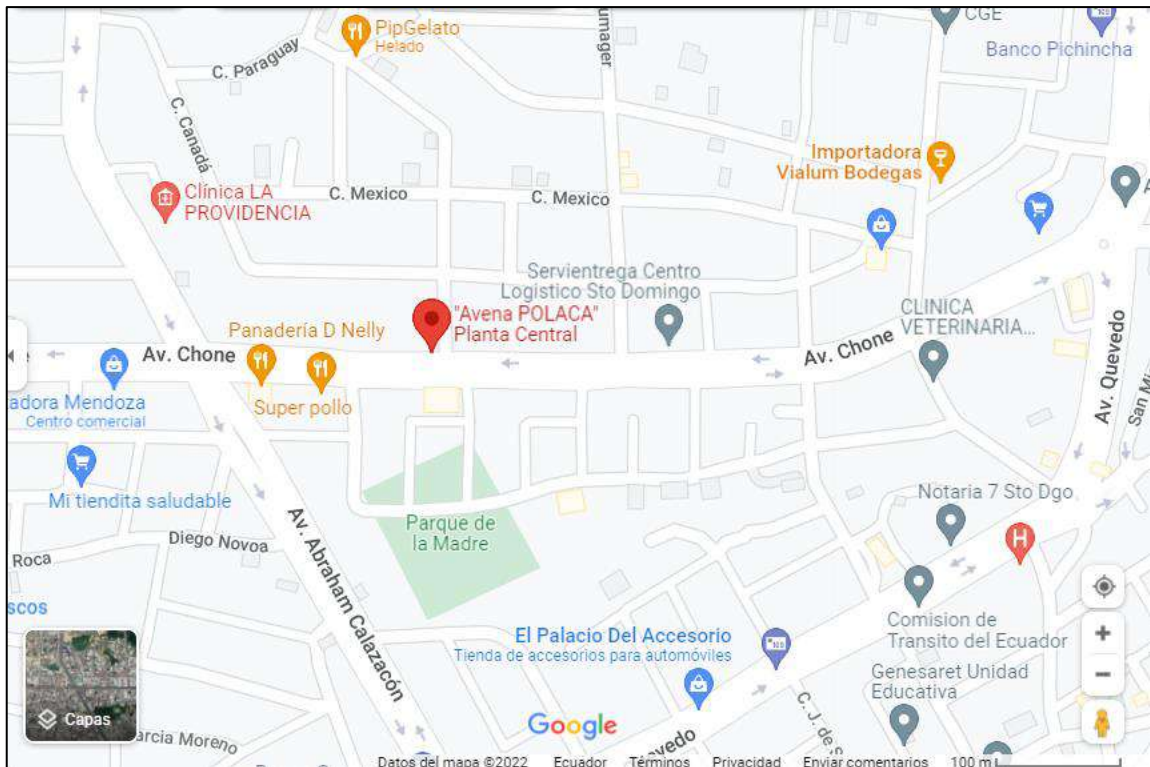 PipGelato
Helado
CGE
Banco Pichincha
C. Paraguay
C. Canadá
Importadora
Vialum Bodegas
Clínica LA
PROVIDENCIA
C. Mexico
C. Mexico
Servientrega Centro
Logistico Sto Domingo
"Avena POLACA"
Planta Central
CLINICA
VETERINARIA...
Panadería D Nelly
Av. Chone
Av. Chone
Av. Quevedo
Super pollo
adora Mendoza
Centro comercial
Mi tiendita saludable
Notaria 7 Sto Dgo
Parque de
la Madre
Diego Novoa
Roca
H
Av. Abraham Calazacón
scos
El Palacio Del Accesorio
Tienda de accesorios para automóviles
Comision de
Transito del Ecuador
Genesaret Unidad
Educativa
Capas
Google
Datos del mapa ©2022 Ecuador Términos Privacidad Enviar comentarios 100 m